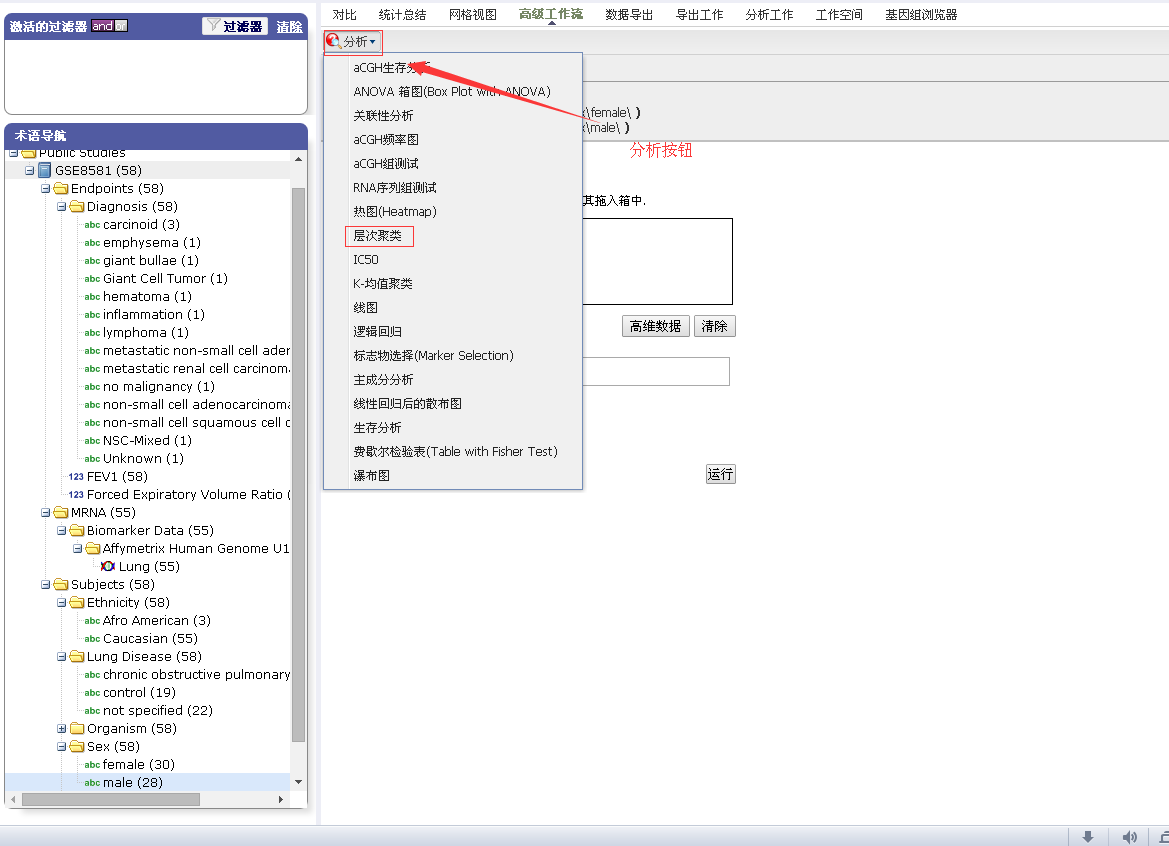 激活的过滤器 and or 过滤器 清除
术语导航
Public Studies
GSE8581 (58)
Endpoints (58)
Diagnosis (58)
abc carcinoid (3)
abc emphysema (1)
abc giant bullae (1)
abc Giant Cell Tumor (1)
abc hematoma (1)
abc inflammation (1)
abc lymphoma (1)
abc metastatic non-small cell aden
abc metastatic renal cell carcinoma
abc no malignancy (1)
abc non-small cell adenocarcinoma
abc non-small cell squamous cell c
abc NSC-Mixed (1)
abc Unknown (1)
123 FEV1 (58)
123 Forced Expiratory Volume Ratio (
MRNA (55)
Biomarker Data (55)
Affymetrix Human Genome U1
Lung (55)
Subjects (58)
Ethnicity (58)
abc Afro American (3)
abc Caucasian (55)
Lung Disease (58)
abc chronic obstructive pulmonary
abc control (19)
abc not specified (22)
Organism (58)
Sex (58)
abc female (30)
abc male (28)
对比 统计总结 网格视图 高级工作流 数据导出 导出工作 分析工作 工作空间 基因组浏览器
分析
aCGH生存分析
ANOVA 箱图(Box Plot with ANOVA)
关联性分析
aCGH频率图
aCGH组测试
RNA序列组测试
热图(Heatmap)
层次聚类
IC50
K-均值聚类
线图
逻辑回归
标志物选择(Marker Selection)
主成分分析
线性回归后的散布图
生存分析
费歇尔检验表(Table with Fisher Test)
瀑布图
\female\ )
\male\ )
分析按钮
其拖入箱中.
高维数据 清除
运行